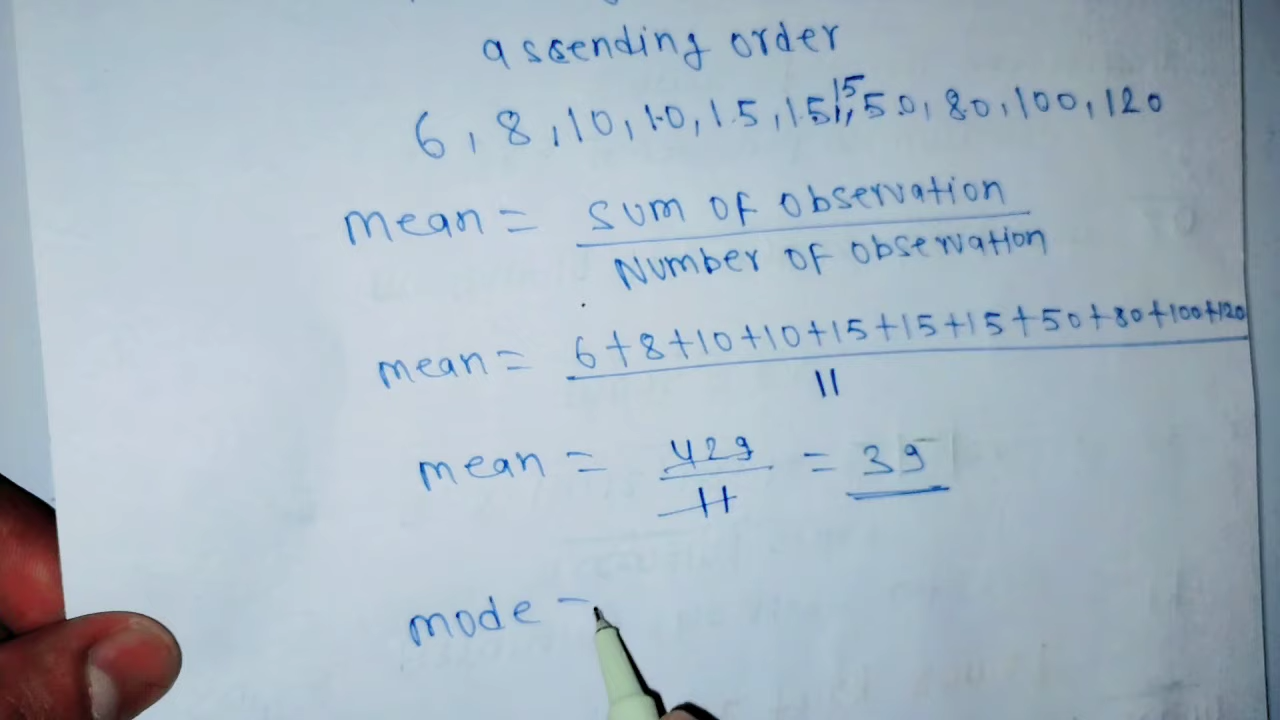 assending order
6, 8, 10, 10, 15, 15, 15, 50, 80, 100, 120
mean = sum of observation
Number of observation
mean = 6+8+10+10+15+15+15+50+80+100+120
11
mean = 429 = 39
11
mode -